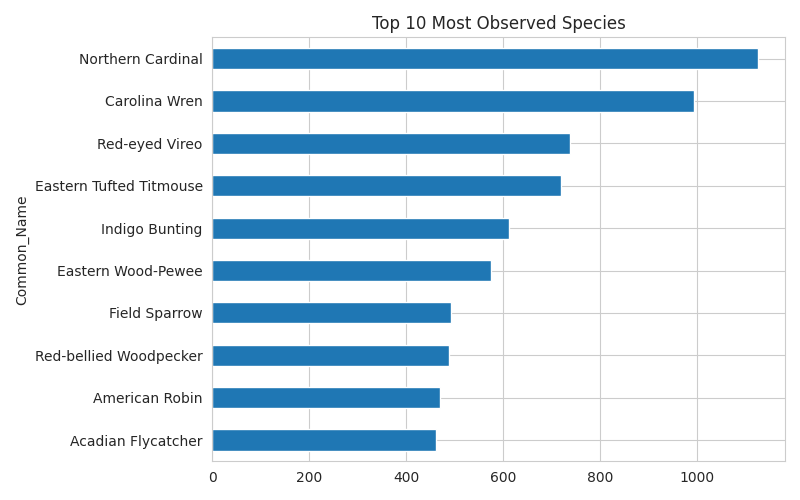 Top 10 Most Observed Species
Common_Name
Northern Cardinal
Carolina Wren
Red-eyed Vireo
Eastern Tufted Titmouse
Indigo Bunting
Eastern Wood-Pewee
Field Sparrow
Red-bellied Woodpecker
American Robin
Acadian Flycatcher
0 200 400 600 800 1000